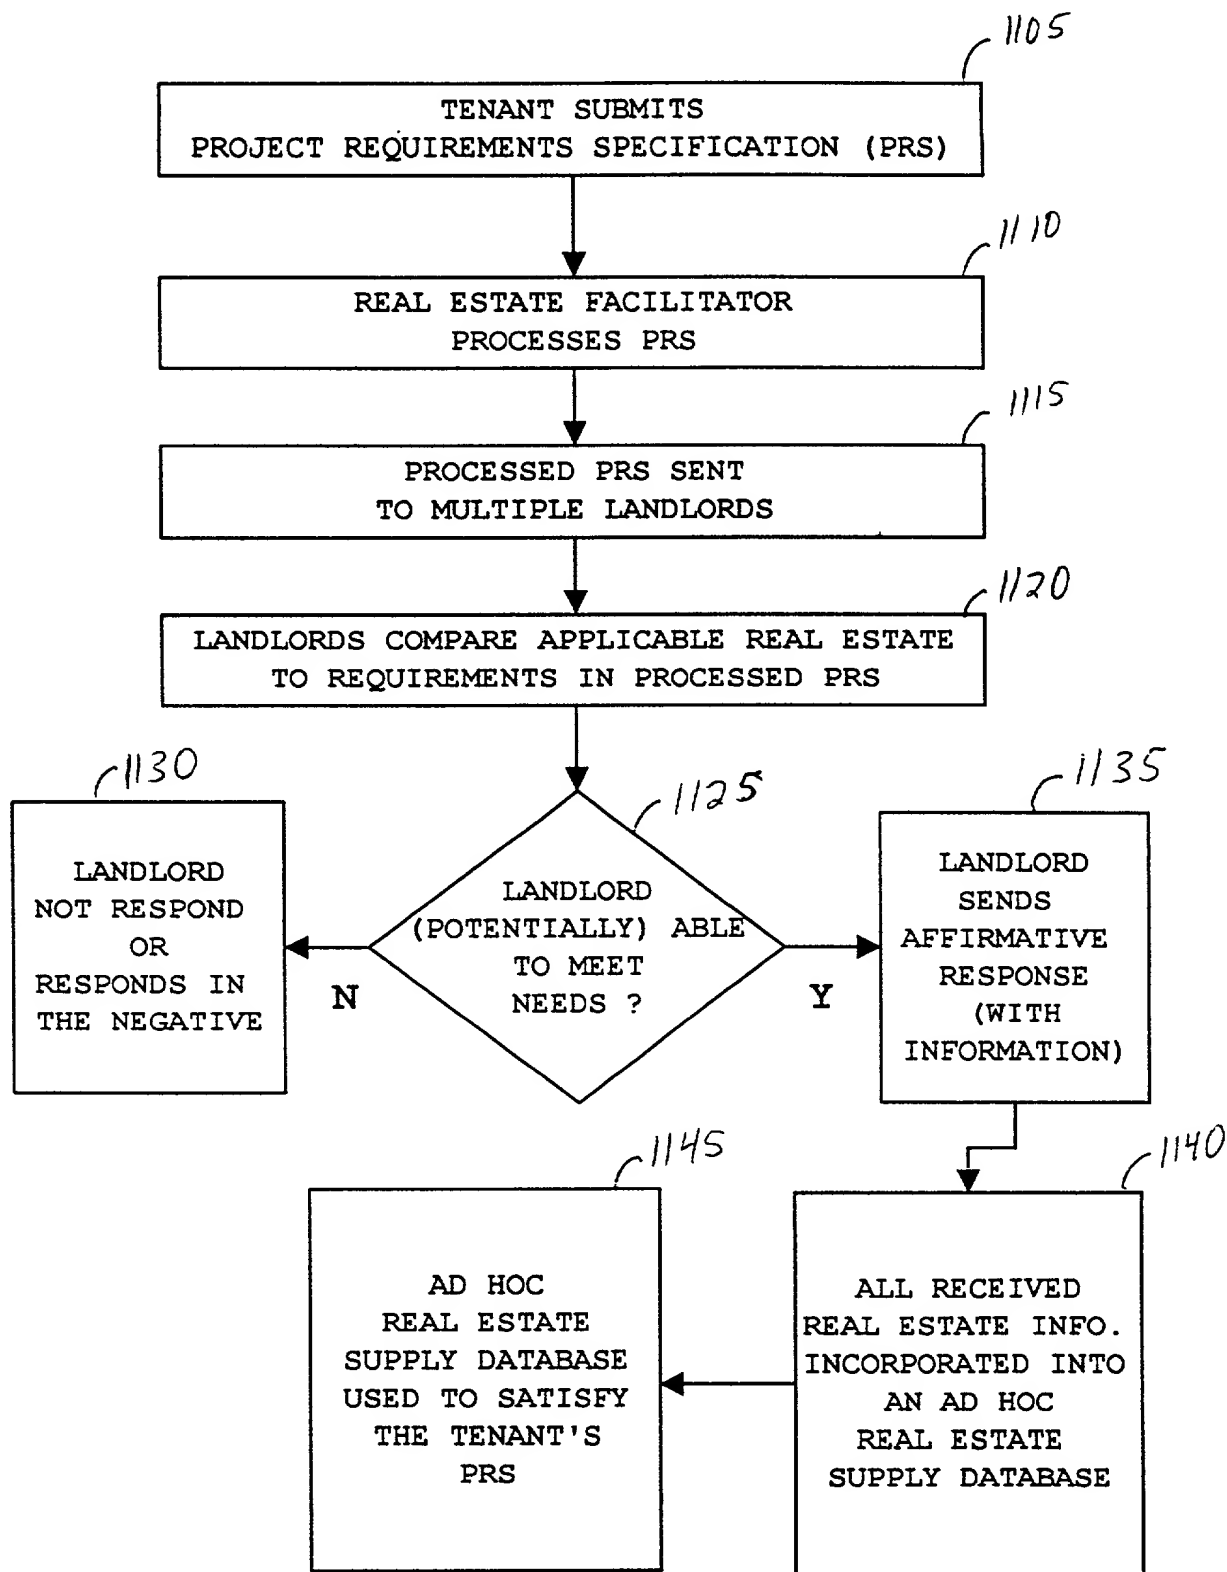 1105
TENANT SUBMITS
PROJECT REQUIREMENTS SPECIFICATION (PRS)
1110
REAL ESTATE FACILITATOR
PROCESSES PRS
1115
PROCESSED PRS SENT
TO MULTIPLE LANDLORDS
1120
LANDLORDS COMPARE APPLICABLE REAL ESTATE
TO REQUIREMENTS IN PROCESSED PRS
1125
LANDLORD
(POTENTIALLY) ABLE
TO MEET
NEEDS ?
N
Y
1130
LANDLORD
NOT RESPOND
OR
RESPONDS IN
THE NEGATIVE
1135
LANDLORD
SENDS
AFFIRMATIVE
RESPONSE
(WITH
INFORMATION)
1140
ALL RECEIVED
REAL ESTATE INFO.
INCORPORATED INTO
AN AD HOC
REAL ESTATE
SUPPLY DATABASE
1145
AD HOC
REAL ESTATE
SUPPLY DATABASE
USED TO SATISFY
THE TENANT'S
PRS